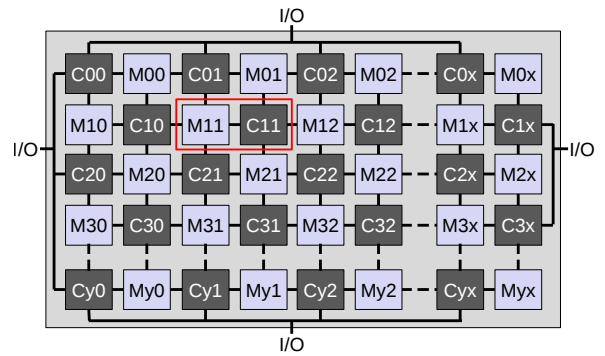 I/O
C00 M00 C01 M01 C02 M02 C0x M0x
M10 C10 M11 C11 M12 C12 M1x C1x
I/O I/O
C20 M20 C21 M21 C22 M22 C2x M2x
M30 C30 M31 C31 M32 C32 M3x C3x
Cy0 My0 Cy1 My1 Cy2 My2 Cyx Myx
I/O